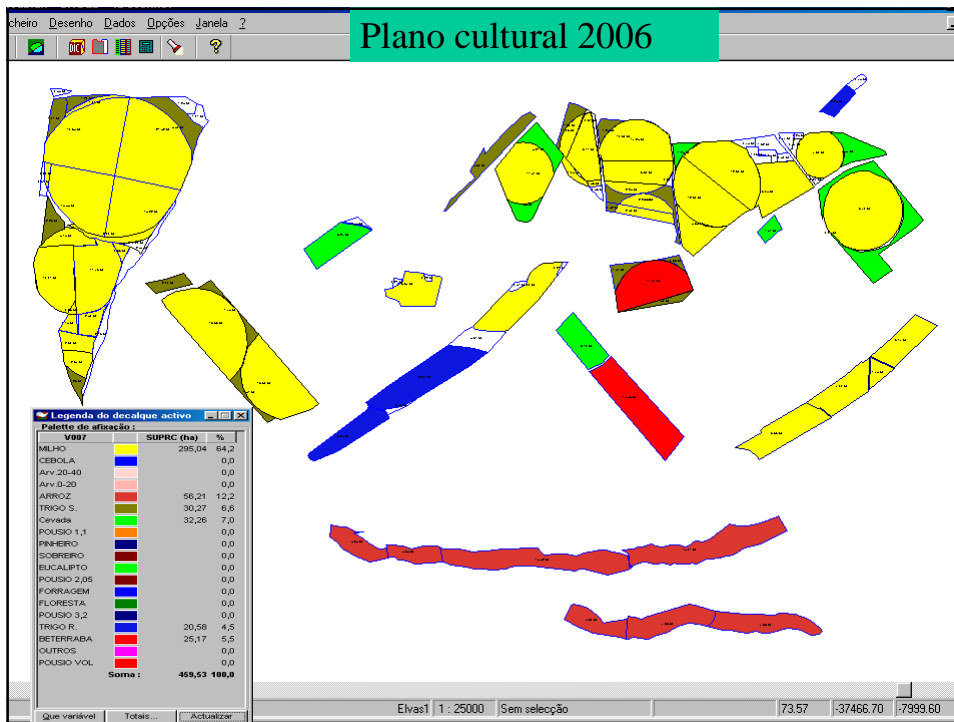 cheiro Desenho Dados Opções Janela ?
Plano cultural 2006
Legenda do decalque activo
Palette de afixação :
V007 SUPRC (ha) %
MILHO 295,04 64,2
CEBOLA 0,0
Arv.20-40 0,0
Arv.0-20 0,0
ARROZ 56,21 12,2
TRIGO S. 30,27 6,6
Cevada 32,26 7,0
POUSIO 1,1 0,0
PINHEIRO 0,0
SOBREIRO 0,0
EUCALIPTO 0,0
POUSIO 2,05 0,0
FORRAGEM 0,0
FLORESTA 0,0
POUSIO 3,2 0,0
TRIGO R. 20,58 4,5
BETERRABA 25,17 5,5
OUTROS 0,0
POUSIO VOL 0,0
Soma : 459,53 100,0
Que variável Totais... Actualizar
Elvas1 1 : 25000 Sem selecção 73.57 -37466.70 -7999.60